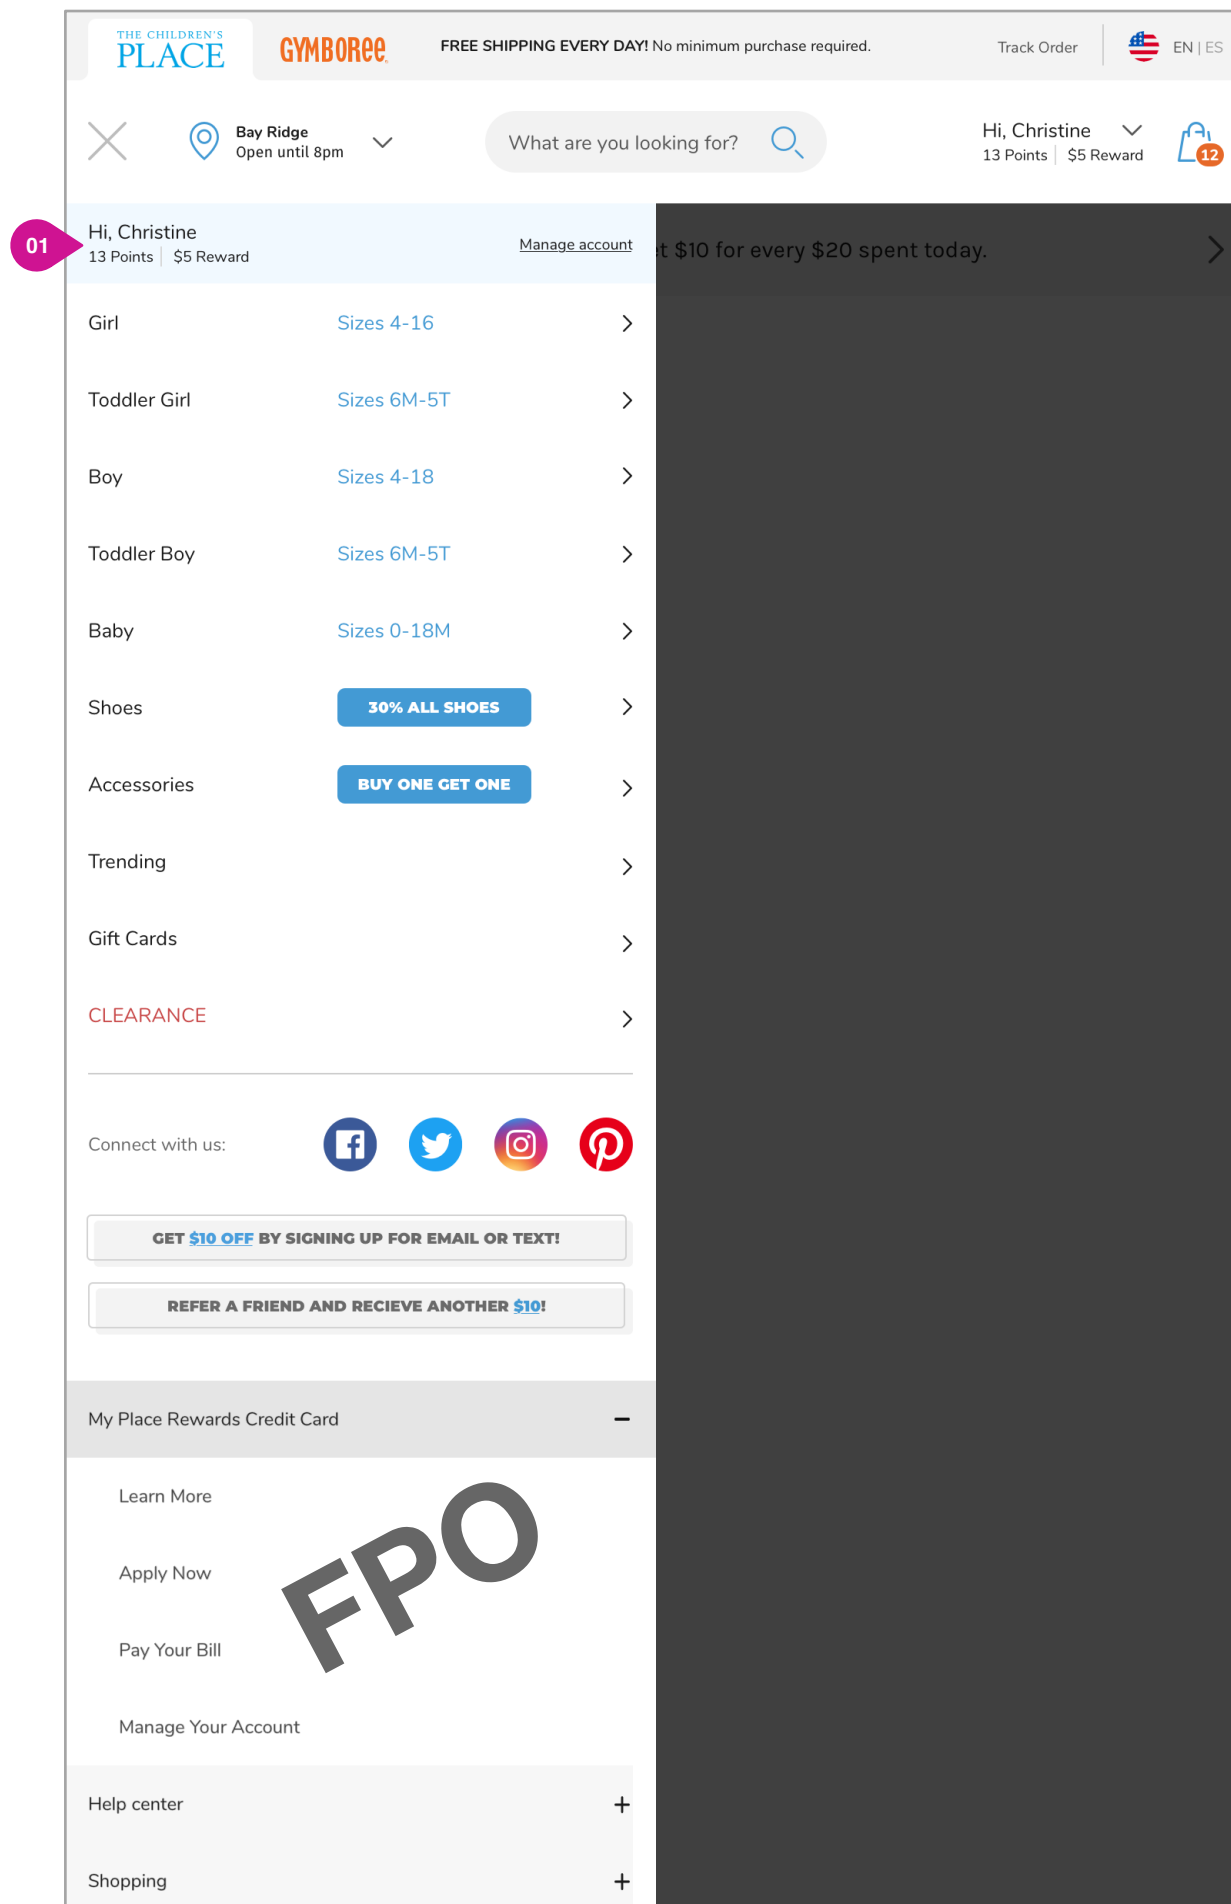 THE CHILDREN'S
PLACE
GYMBOREE
FREE SHIPPING EVERY DAY! No minimum purchase required.
Track Order
EN | ES
Bay Ridge
Open until 8pm
What are you looking for?
Hi, Christine
13 Points | $5 Reward
12
01
Hi, Christine
13 Points | $5 Reward
Manage account
$10 for every $20 spent today.
Girl Sizes 4-16
Toddler Girl Sizes 6M-5T
Boy Sizes 4-18
Toddler Boy Sizes 6M-5T
Baby Sizes 0-18M
Shoes 30% ALL SHOES
Accessories BUY ONE GET ONE
Trending
Gift Cards
CLEARANCE
Connect with us:
GET $10 OFF BY SIGNING UP FOR EMAIL OR TEXT!
REFER A FRIEND AND RECIEVE ANOTHER $10!
My Place Rewards Credit Card
Learn More
Apply Now
FPO
Pay Your Bill
Manage Your Account
Help center
Shopping